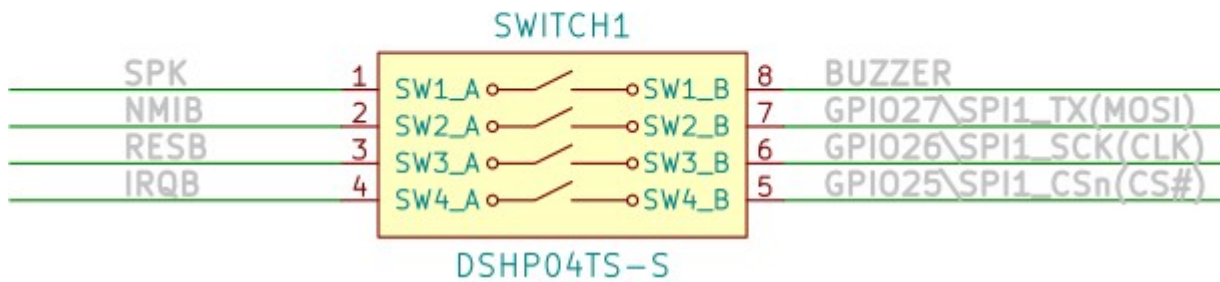 SWITCH1
SPK 1 SW1_A SW1_B 8 BUZZER
NMIB 2 SW2_A SW2_B 7 GPIO27\SPI1_TX(MOSI)
RESB 3 SW3_A SW3_B 6 GPIO26\SPI1_SCK(CLK)
IRQB 4 SW4_A SW4_B 5 GPIO25\SPI1_CSn(CS#)
DSHP04TS-S